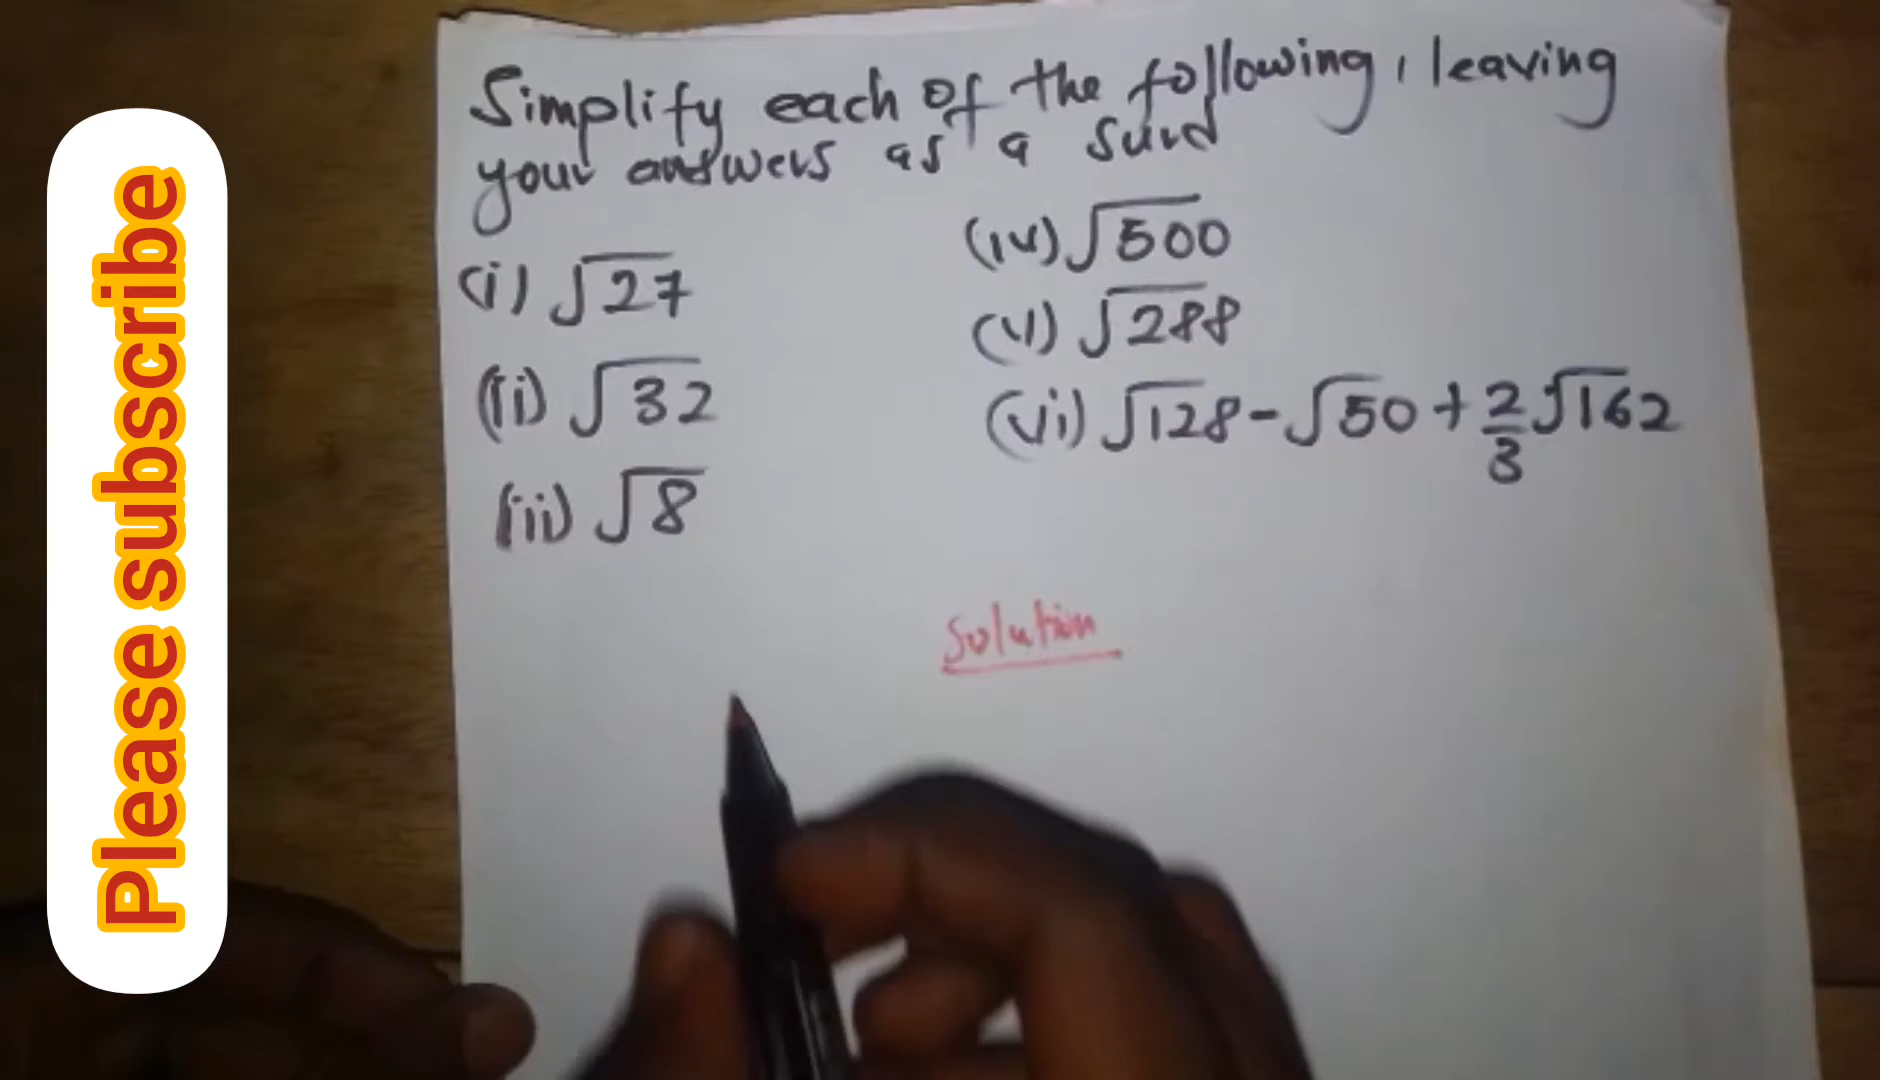 Please subscribe
Simplify each of the following, leaving
your answers as a surd
(i) √27
(ii) √32
(iii) √8
(iv) √500
(v) √288
(vi) √128 - √50 + 2/3 √162
Solution